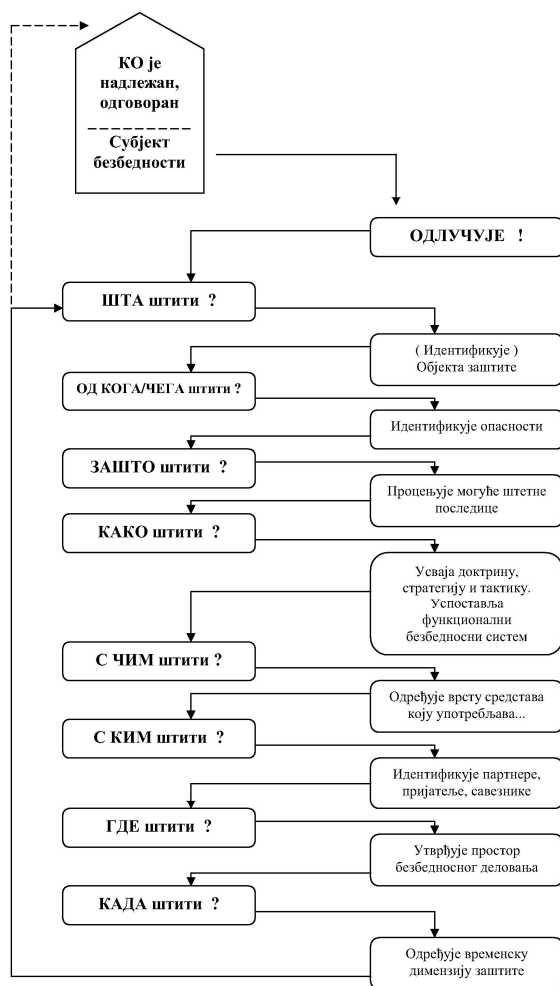 КО је
надлежан,
одговоран
Субјект
безбедности
ОДЛУЧУЈЕ !
ШТА штити ?
( Идентификује )
Објекта заштите
ОД КОГА/ЧЕГА штити ?
Идентификује опасности
ЗАШТО штити ?
Процењује могуће штетне
последице
КАКО штити ?
Усваја доктрину,
стратегију и тактику.
Успоставља
функционални
безбедносни систем
С ЧИМ штити ?
Одређује врсту средстава
коју употребљава...
С КИМ штити ?
Идентификује партнере,
пријатеље, савезнике
ГДЕ штити ?
Утврђује простор
безбедносног деловања
КАДА штити ?
Одређује временску
димензију заштите